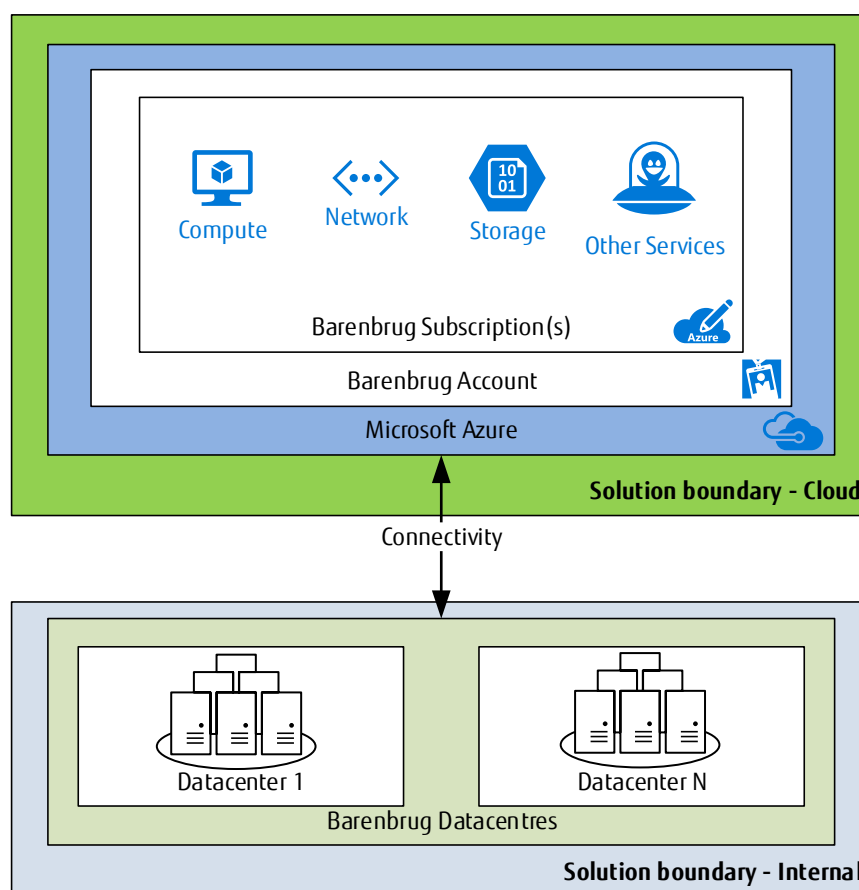 10
01
Compute
Network
Storage
Other Services
Barenbrug Subscription(s)
Azure
Barenbrug Account
Microsoft Azure
Solution boundary - Cloud
Connectivity
Datacenter 1
Datacenter N
Barenbrug Datacentres
Solution boundary - Internal